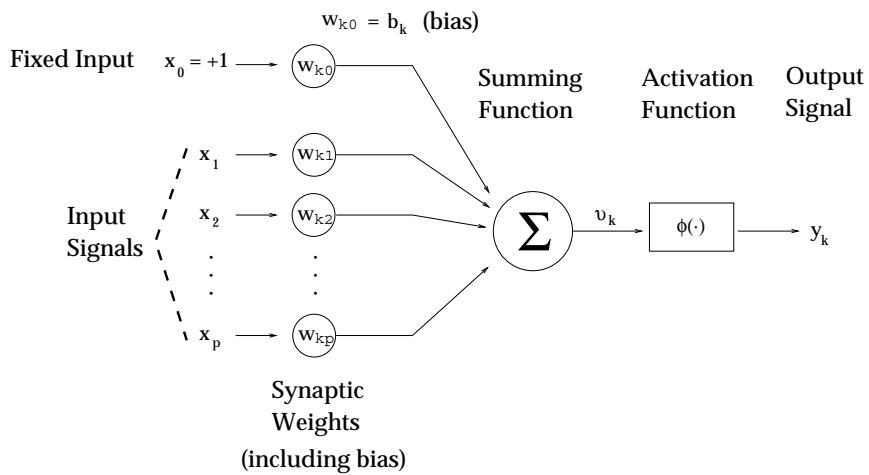 w_k0 = b_k (bias)
Fixed Input x_0 = +1 w_k0
Summing Function
Activation Function
Output Signal
Input Signals
x_1 w_k1
x_2 w_k2
x_p w_kp
Σ
υ_k
φ(·)
y_k
Synaptic
Weights
(including bias)